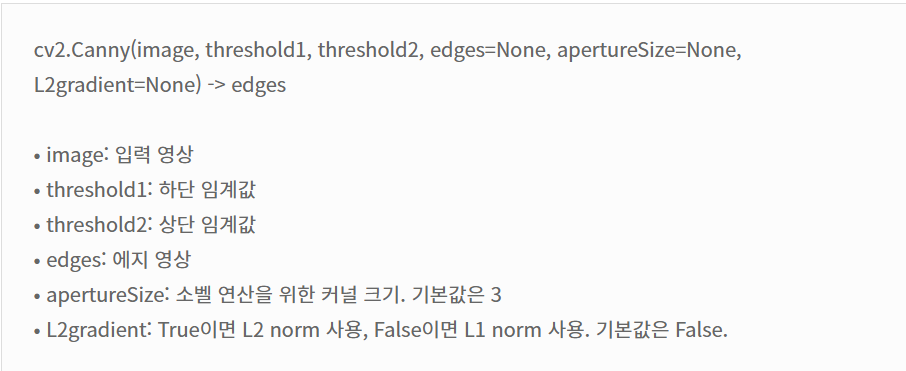 cv2.Canny(image, threshold1, threshold2, edges=None, apertureSize=None,
L2gradient=None) -> edges
• image: 입력 영상
• threshold1: 하단 임계값
• threshold2: 상단 임계값
• edges: 에지 영상
• apertureSize: 소벨 연산을 위한 커널 크기. 기본값은 3
• L2gradient: True이면 L2 norm 사용, False이면 L1 norm 사용. 기본값은 False.